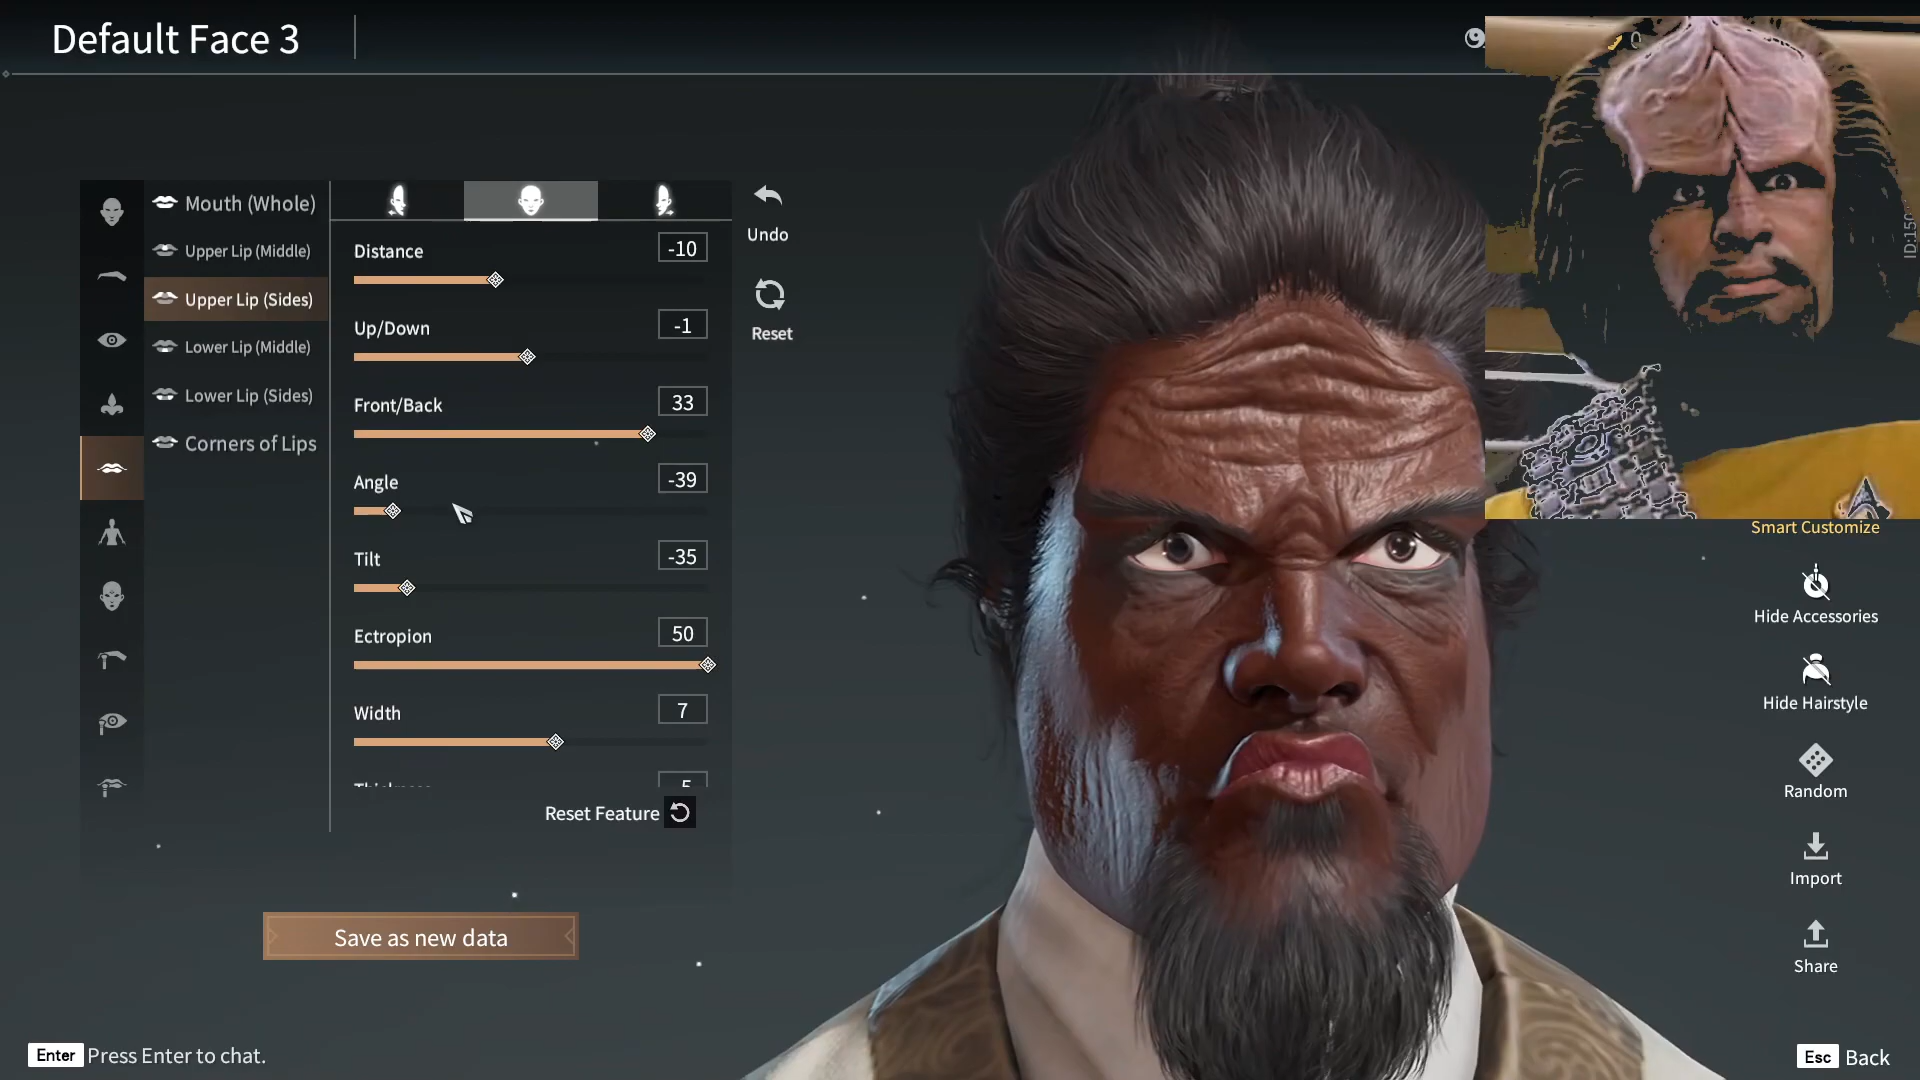 Default Face 3
Mouth (Whole)
Upper Lip (Middle)
Upper Lip (Sides)
Lower Lip (Middle)
Lower Lip (Sides)
Corners of Lips
Distance
-10
Up/Down
-1
Front/Back
33
Angle
-39
Tilt
-35
Ectropion
50
Width
7
Reset Feature
Save as new data
Undo
Reset
Smart Customize
Hide Accessories
Hide Hairstyle
Random
Import
Share
Enter Press Enter to chat.
Esc Back